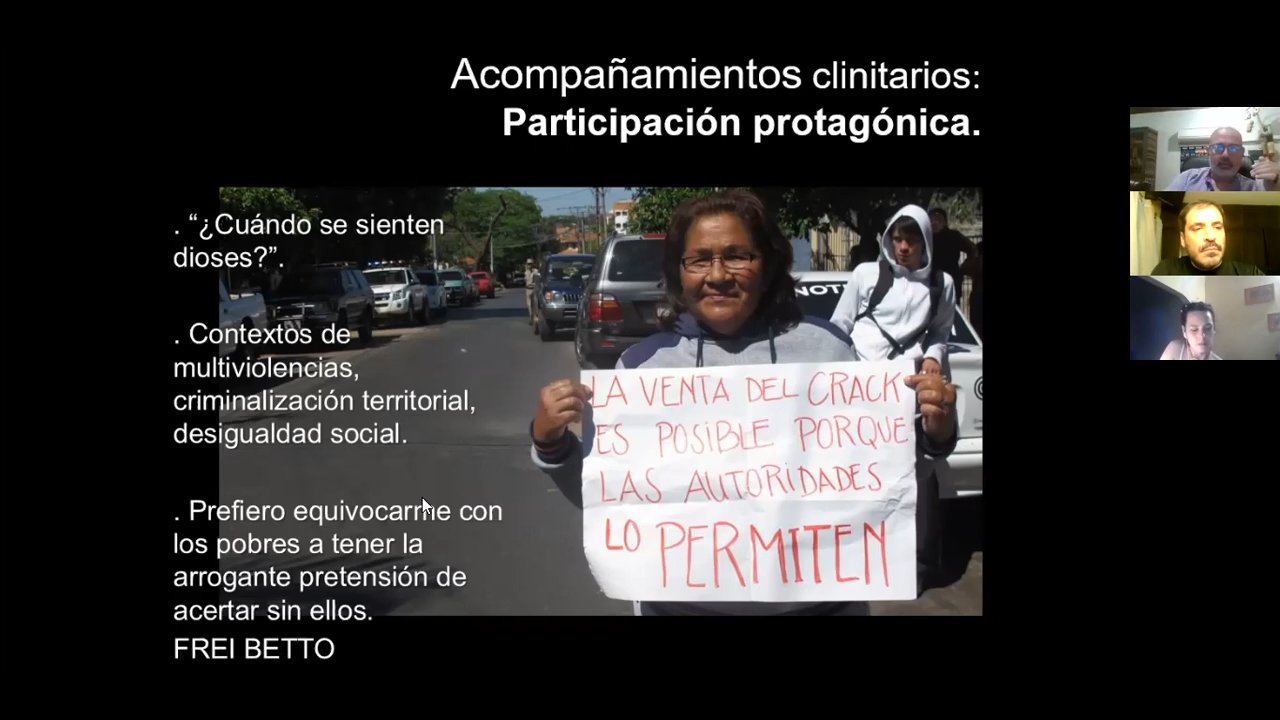 Acompañamientos clinitarios:
Participación protagónica.
. “¿Cuándo se sienten
dioses?”.
. Contextos de
multiviolencias,
criminalización territorial,
desigualdad social.
. Prefiero equivocarme con
los pobres a tener la
arrogante pretensión de
acertar sin ellos.
FREI BETTO
NOTI
LA VENTA DEL CRACK
ES POSIBLE PORQUE
LAS AUTORIDADES
LO PERMITEN